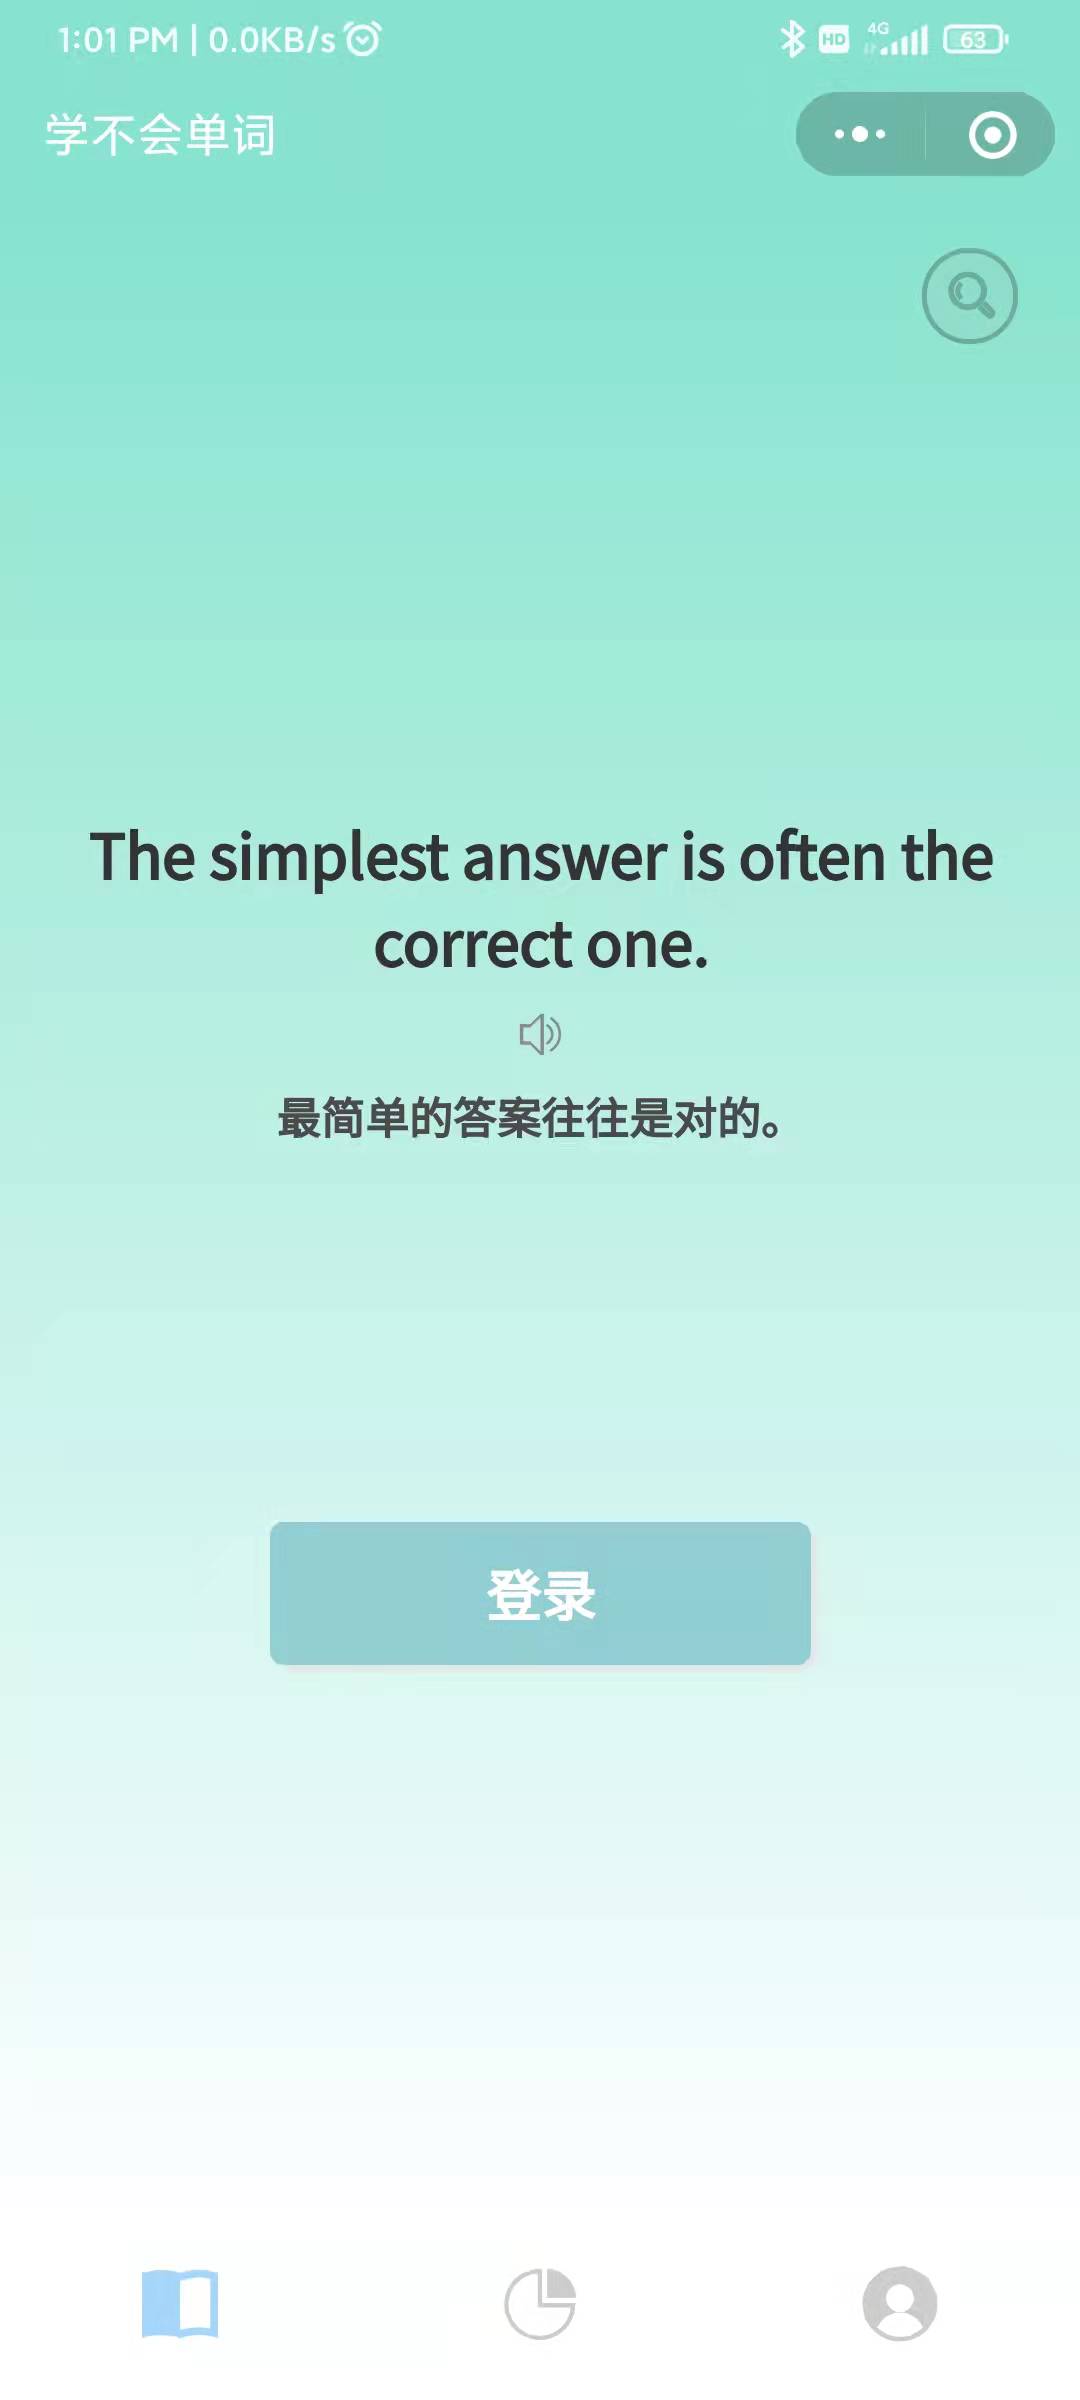 1:01 PM | 0.0KB/s HD 4G 63
学不会单词
The simplest answer is often the
correct one.
最简单的答案往往是对的。
登录